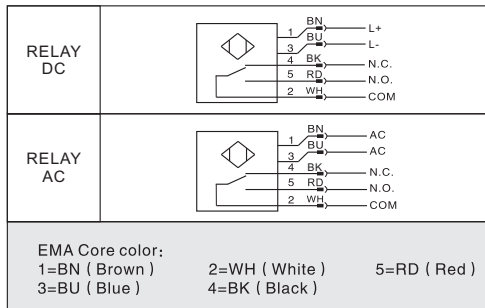 RELAY
DC
1 BN L+
3 BU L-
4 BK N.C.
5 RD N.O.
2 WH COM
RELAY
AC
1 BN AC
3 BU AC
4 BK N.C.
5 RD N.O.
2 WH COM
EMA Core color:
1=BN ( Brown ) 2=WH ( White ) 5=RD ( Red )
3=BU ( Blue ) 4=BK ( Black )